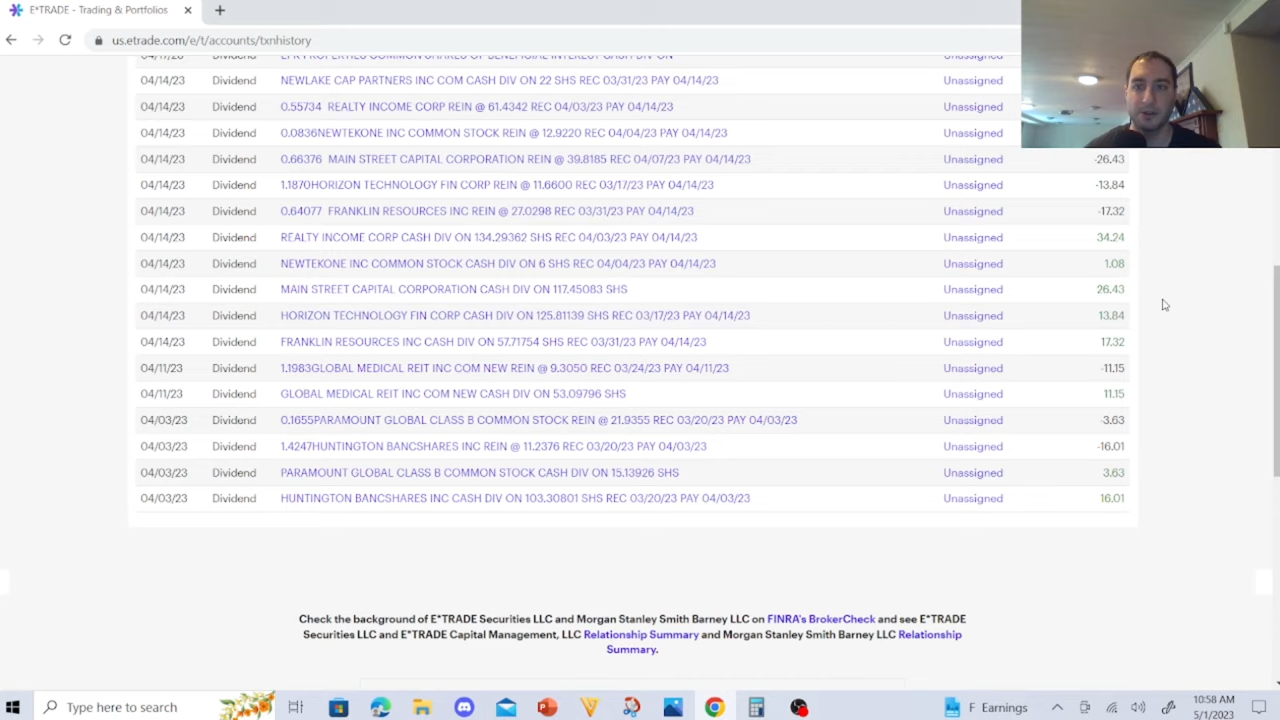 E*TRADE - Trading & Portfolios
us.etrade.com/e/t/accounts/txnhistory
04/14/23 Dividend NEWLAKE CAP PARTNERS INC COM CASH DIV ON 22 SHS REC 03/31/23 PAY 04/14/23 Unassigned
04/14/23 Dividend 0.55734 REALTY INCOME CORP REIN @ 61.4342 REC 04/03/23 PAY 04/14/23 Unassigned
04/14/23 Dividend 0.0836NEWTEKONE INC COMMON STOCK REIN @ 12.9220 REC 04/04/23 PAY 04/14/23 Unassigned
04/14/23 Dividend 0.66376 MAIN STREET CAPITAL CORPORATION REIN @ 39.8185 REC 04/07/23 PAY 04/14/23 Unassigned -26.43
04/14/23 Dividend 1.1870HORIZON TECHNOLOGY FIN CORP REIN @ 11.6600 REC 03/17/23 PAY 04/14/23 Unassigned -13.84
04/14/23 Dividend 0.64077 FRANKLIN RESOURCES INC REIN @ 27.0298 REC 03/31/23 PAY 04/14/23 Unassigned -17.32
04/14/23 Dividend REALTY INCOME CORP CASH DIV ON 134.29362 SHS REC 04/03/23 PAY 04/14/23 Unassigned 34.24
04/14/23 Dividend NEWTEKONE INC COMMON STOCK CASH DIV ON 6 SHS REC 04/04/23 PAY 04/14/23 Unassigned 1.08
04/14/23 Dividend MAIN STREET CAPITAL CORPORATION CASH DIV ON 117.45083 SHS Unassigned 26.43
04/14/23 Dividend HORIZON TECHNOLOGY FIN CORP CASH DIV ON 125.81139 SHS REC 03/17/23 PAY 04/14/23 Unassigned 13.84
04/14/23 Dividend FRANKLIN RESOURCES INC CASH DIV ON 57.71754 SHS REC 03/31/23 PAY 04/14/23 Unassigned 17.32
04/11/23 Dividend 1.1983GLOBAL MEDICAL REIT INC COM NEW REIN @ 9.3050 REC 03/24/23 PAY 04/11/23 Unassigned -11.15
04/11/23 Dividend GLOBAL MEDICAL REIT INC COM NEW CASH DIV ON 53.09796 SHS Unassigned 11.15
04/03/23 Dividend 0.1655PARAMOUNT GLOBAL CLASS B COMMON STOCK REIN @ 21.9355 REC 03/20/23 PAY 04/03/23 Unassigned -3.63
04/03/23 Dividend 1.4247HUNTINGTON BANCSHARES INC REIN @ 11.2376 REC 03/20/23 PAY 04/03/23 Unassigned -16.01
04/03/23 Dividend PARAMOUNT GLOBAL CLASS B COMMON STOCK CASH DIV ON 15.13926 SHS Unassigned 3.63
04/03/23 Dividend HUNTINGTON BANCSHARES INC CASH DIV ON 103.30801 SHS REC 03/20/23 PAY 04/03/23 Unassigned 16.01
Check the background of E*TRADE Securities LLC and Morgan Stanley Smith Barney LLC on FINRA's BrokerCheck and see E*TRADE
Securities LLC and E*TRADE Capital Management, LLC Relationship Summary and Morgan Stanley Smith Barney LLC Relationship
Summary.
Type here to search
F Earnings
10:58 AM
5/1/2023